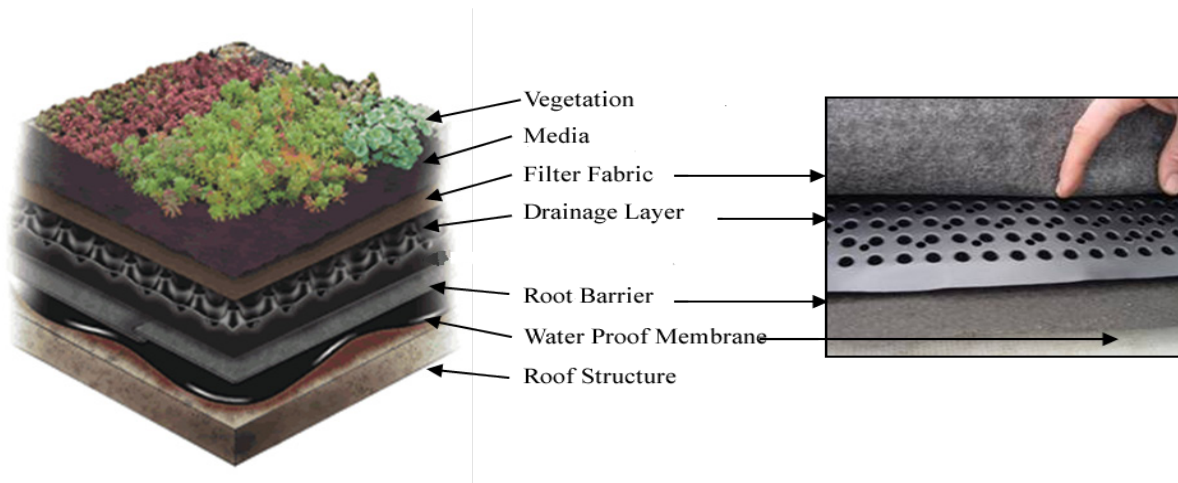 Vegetation
Media
Filter Fabric
Drainage Layer
Root Barrier
Water Proof Membrane
Roof Structure